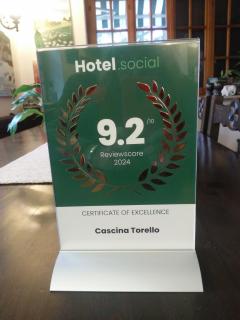 Hotel.social
9.2/10
Reviewscore
2024
CERTIFICATE OF EXCELLENCE
Cascina Torello